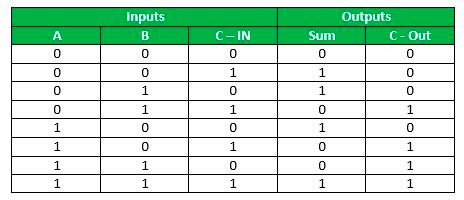 Inputs Outputs
A B C – IN Sum C - Out
0 0 0 0 0
0 0 1 1 0
0 1 0 1 0
0 1 1 0 1
1 0 0 1 0
1 0 1 0 1
1 1 0 0 1
1 1 1 1 1